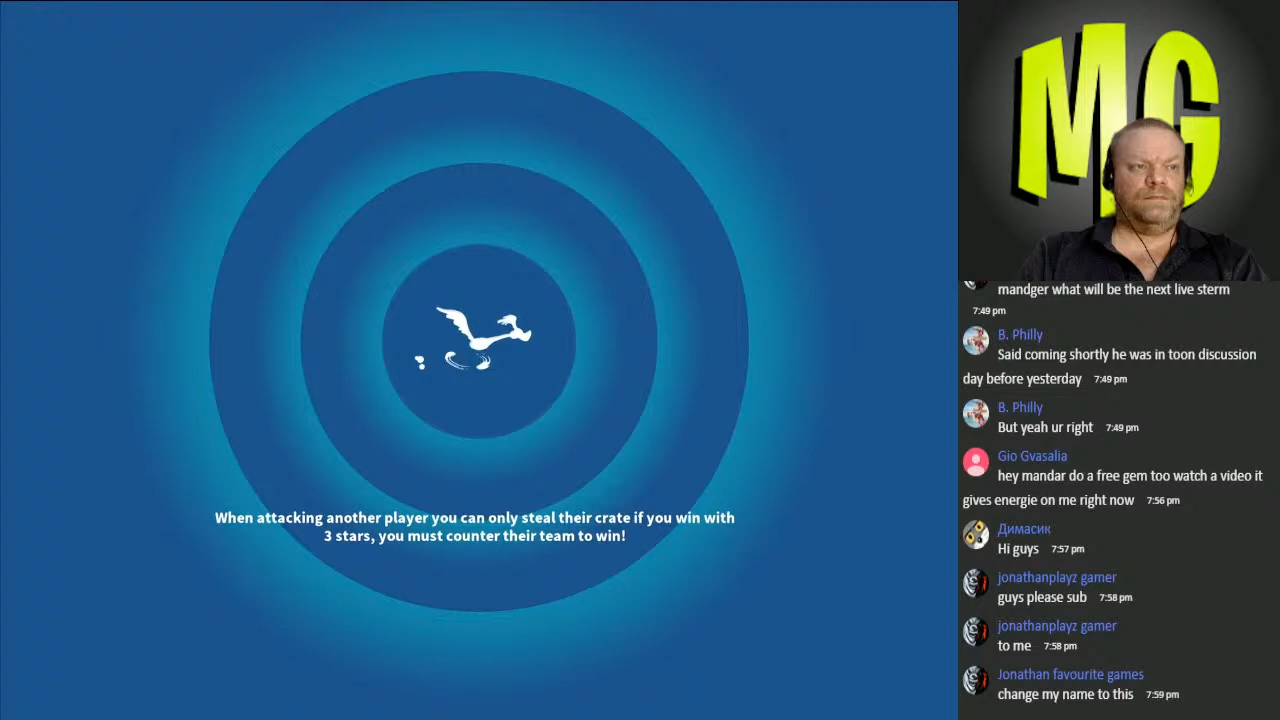 When attacking another player you can only steal their crate if you win with
3 stars, you must counter their team to win!
MG
mandger what will be the next live sterm
7:49 pm
B. Philly
Said coming shortly he was in toon discussion
day before yesterday 7:49 pm
B. Philly
But yeah ur right 7:49 pm
Gio Gvasalia
hey mandar do a free gem too watch a video it
gives energie on me right now 7:56 pm
Димасик
Hi guys 7:57 pm
jonathanplayz gamer
guys please sub 7:58 pm
jonathanplayz gamer
to me 7:58 pm
Jonathan favourite games
change my name to this 7:59 pm